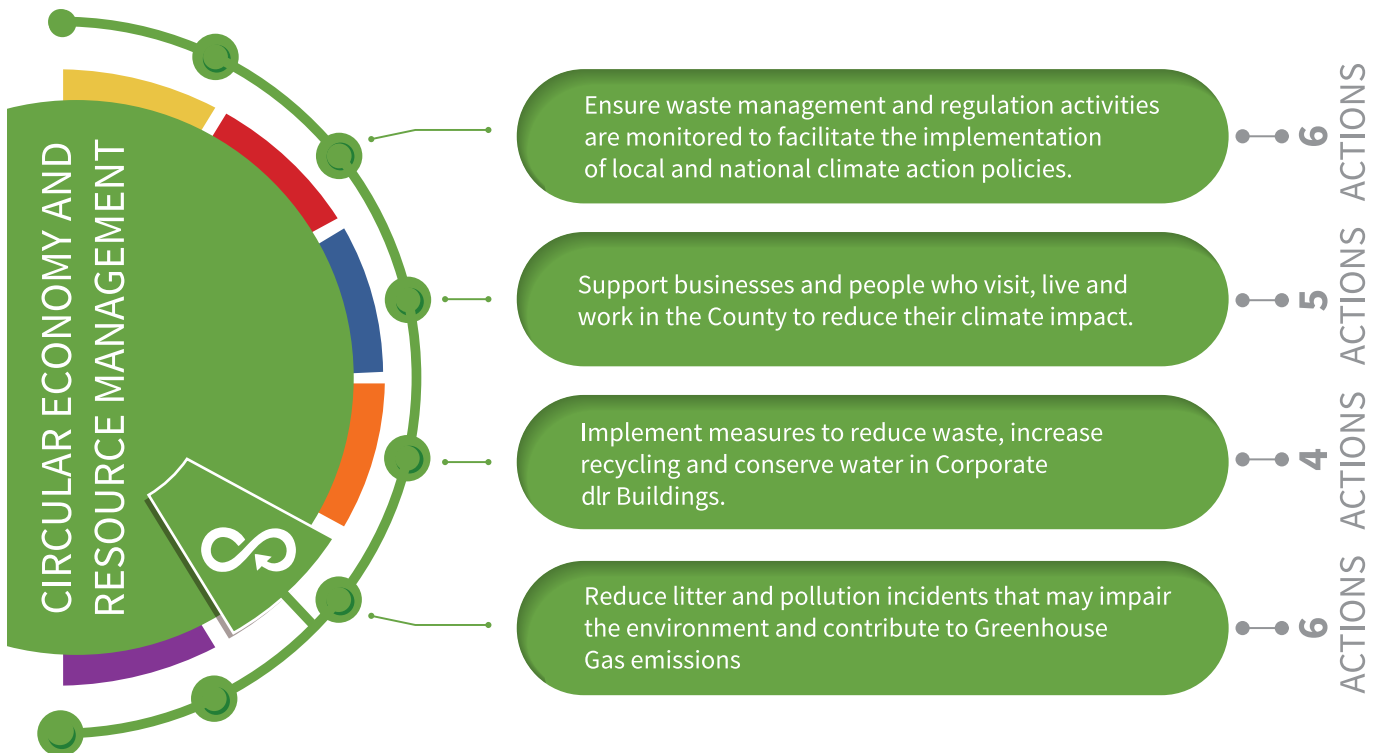 CIRCULAR ECONOMY AND
RESOURCE MANAGEMENT
Ensure waste management and regulation activities
are monitored to facilitate the implementation
of local and national climate action policies.
6
ACTIONS
Support businesses and people who visit, live and
work in the County to reduce their climate impact.
5
ACTIONS
Implement measures to reduce waste, increase
recycling and conserve water in Corporate
dlr Buildings.
4
ACTIONS
Reduce litter and pollution incidents that may impair
the environment and contribute to Greenhouse
Gas emissions
6
ACTIONS